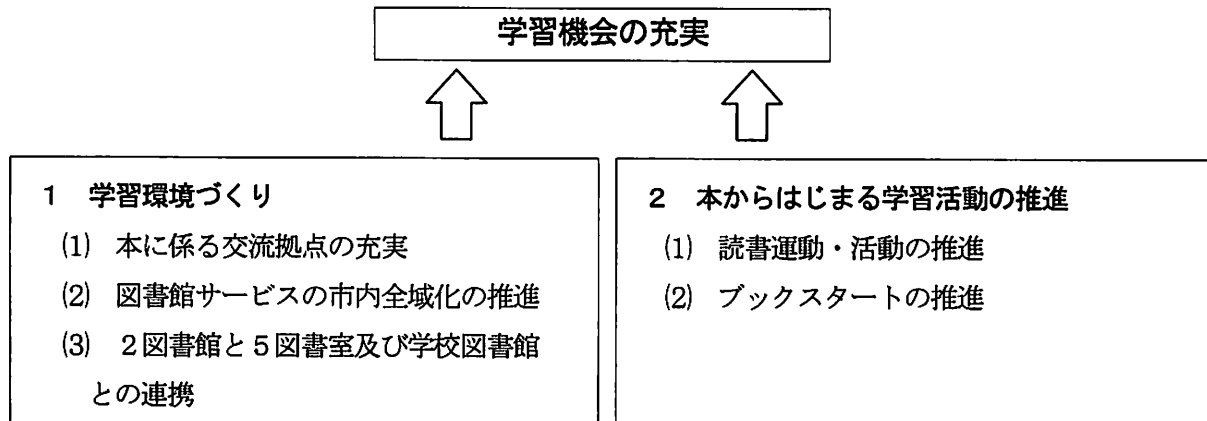 学習機会の充実
1 学習環境づくり
(1) 本に係る交流拠点の充実
(2) 図書館サービスの市内全域化の推進
(3) 2図書館と5図書室及び学校図書館
との連携
2 本からはじまる学習活動の推進
(1) 読書運動・活動の推進
(2) ブックスタートの推進